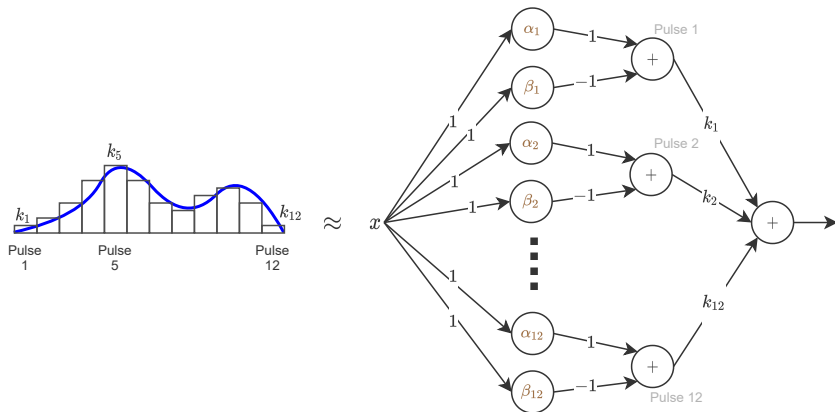 k₁
k₅
k₁₂
Pulse
1
Pulse
5
Pulse
12
≈
x
1
1
1
1
1
1
α₁
β₁
α₂
β₂
α₁₂
β₁₂
1
−1
1
−1
1
−1
Pulse 1
+
Pulse 2
+
+
Pulse 12
k₁
k₂
k₁₂
+